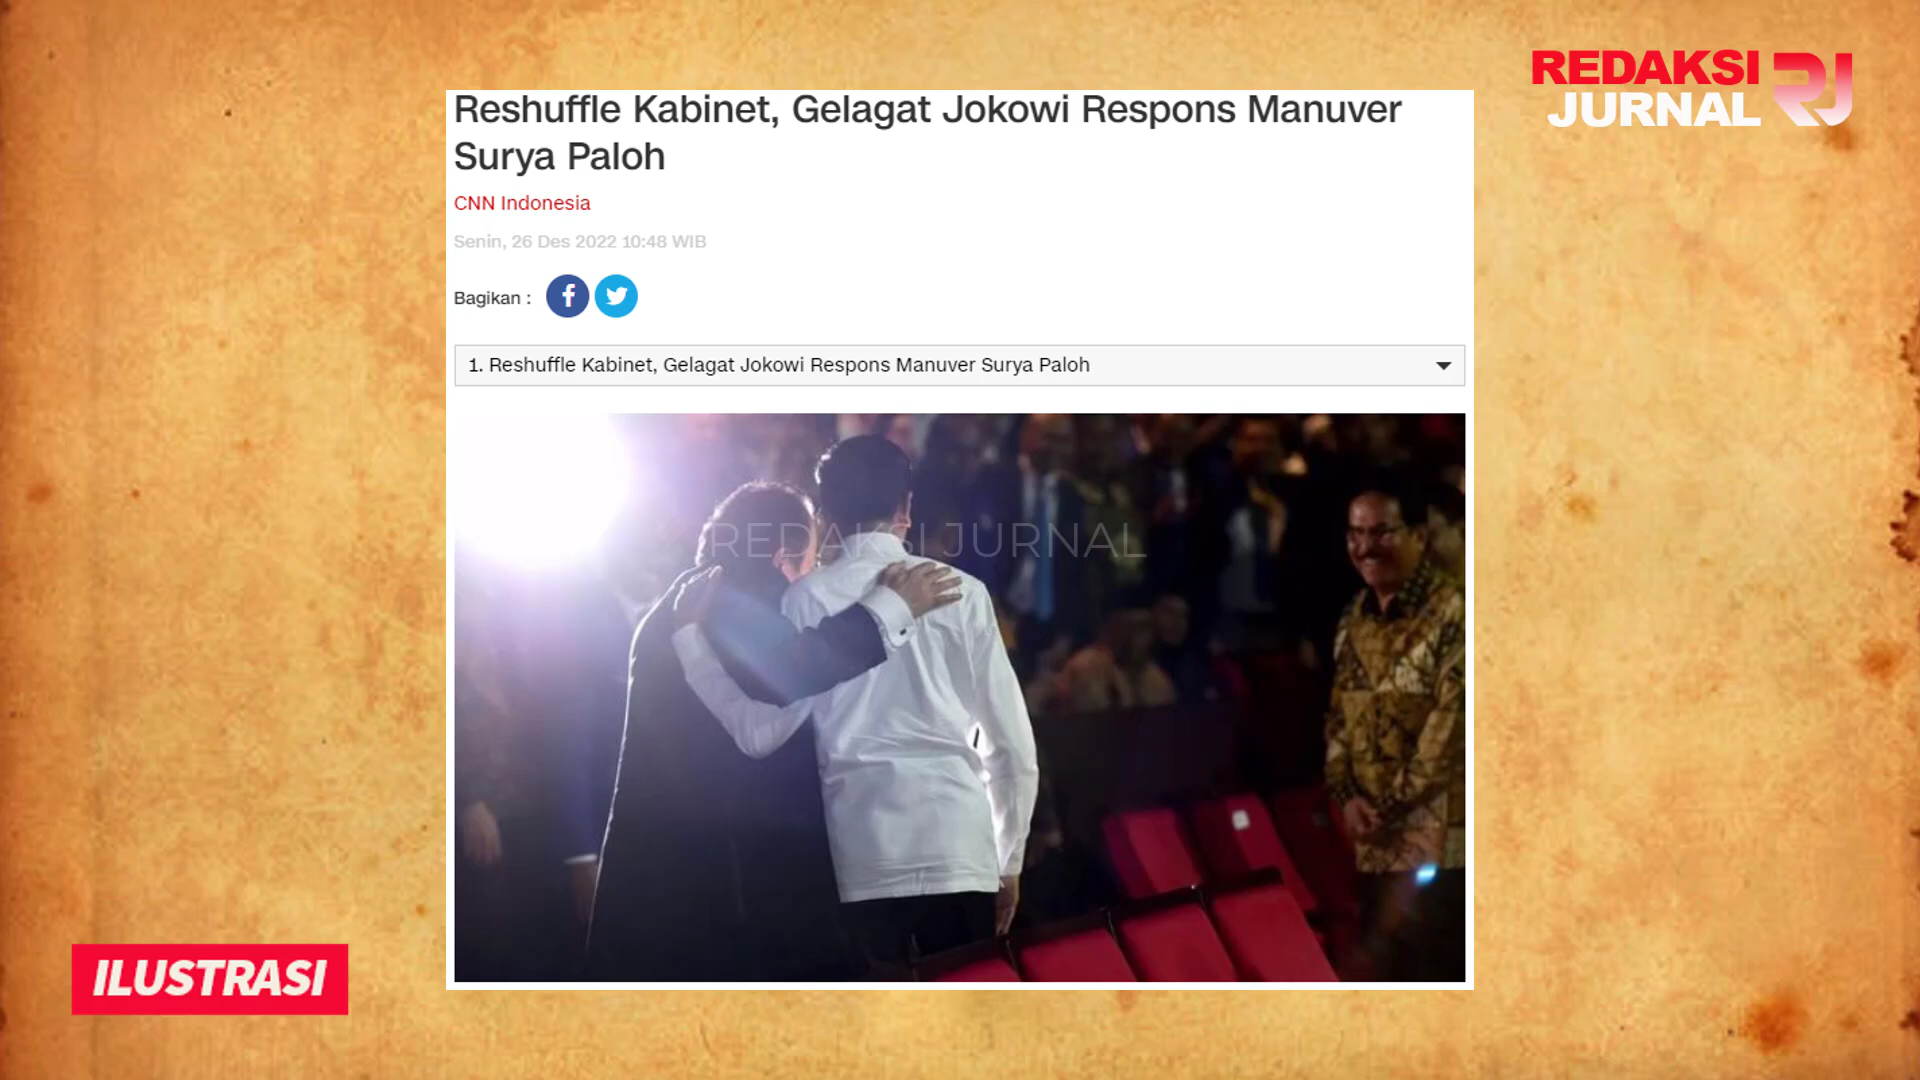 REDAKSI
JURNAL
RJ
Reshuffle Kabinet, Gelagat Jokowi Respons Manuver
Surya Paloh
CNN Indonesia
Senin, 26 Des 2022 10:48 WIB
Bagikan :
1. Reshuffle Kabinet, Gelagat Jokowi Respons Manuver Surya Paloh
REDAKSI JURNAL
ILUSTRASI